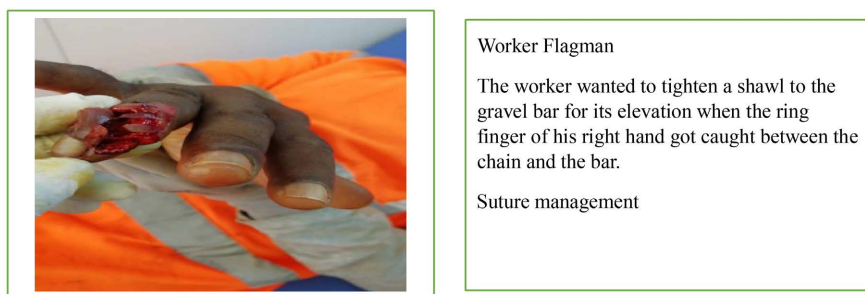 Worker Flagman
The worker wanted to tighten a shawl to the
gravel bar for its elevation when the ring
finger of his right hand got caught between the
chain and the bar.
Suture management